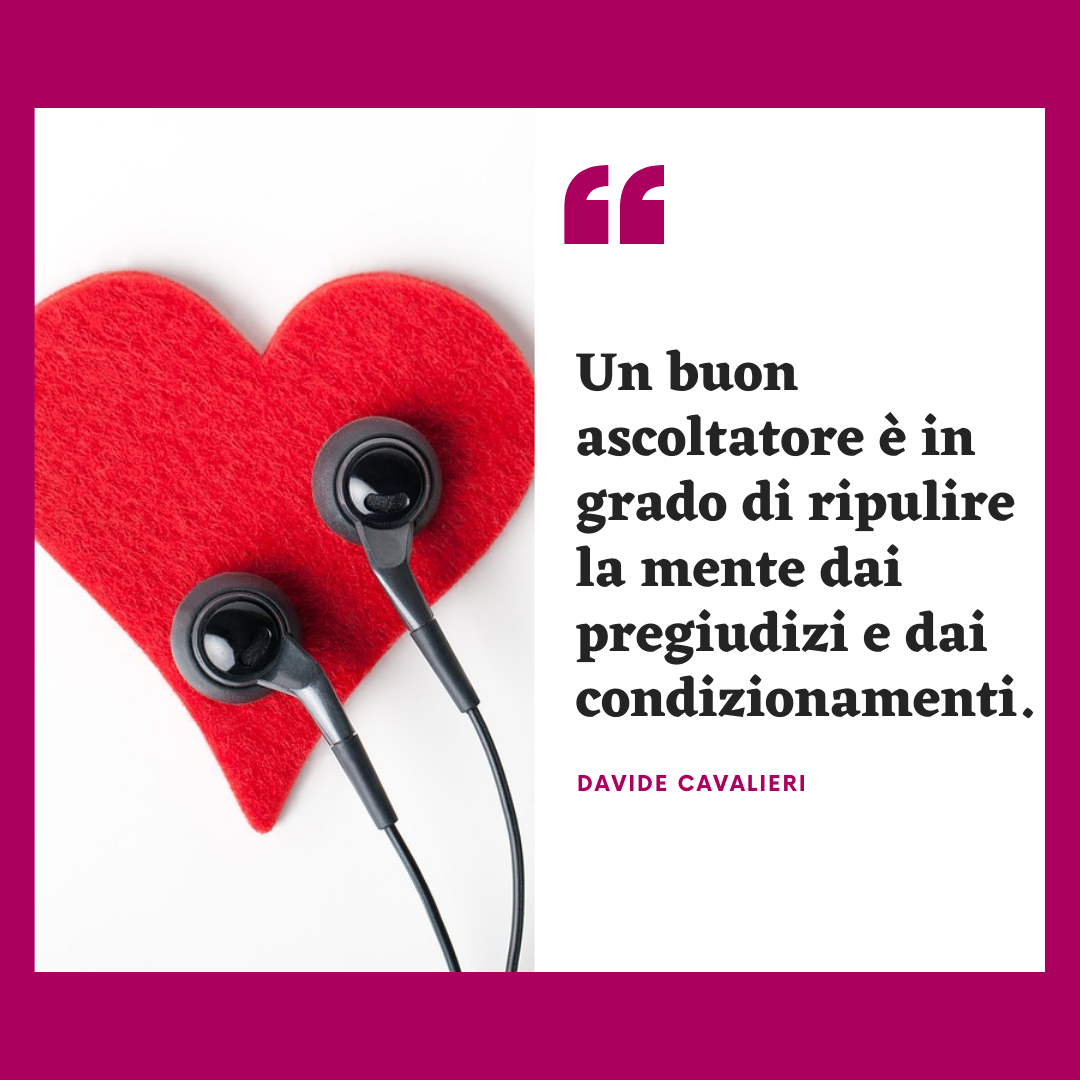 “
Un buon
ascoltatore è in
grado di ripulire
la mente dai
pregiudizi e dai
condizionamenti.
DAVIDE CAVALIERI